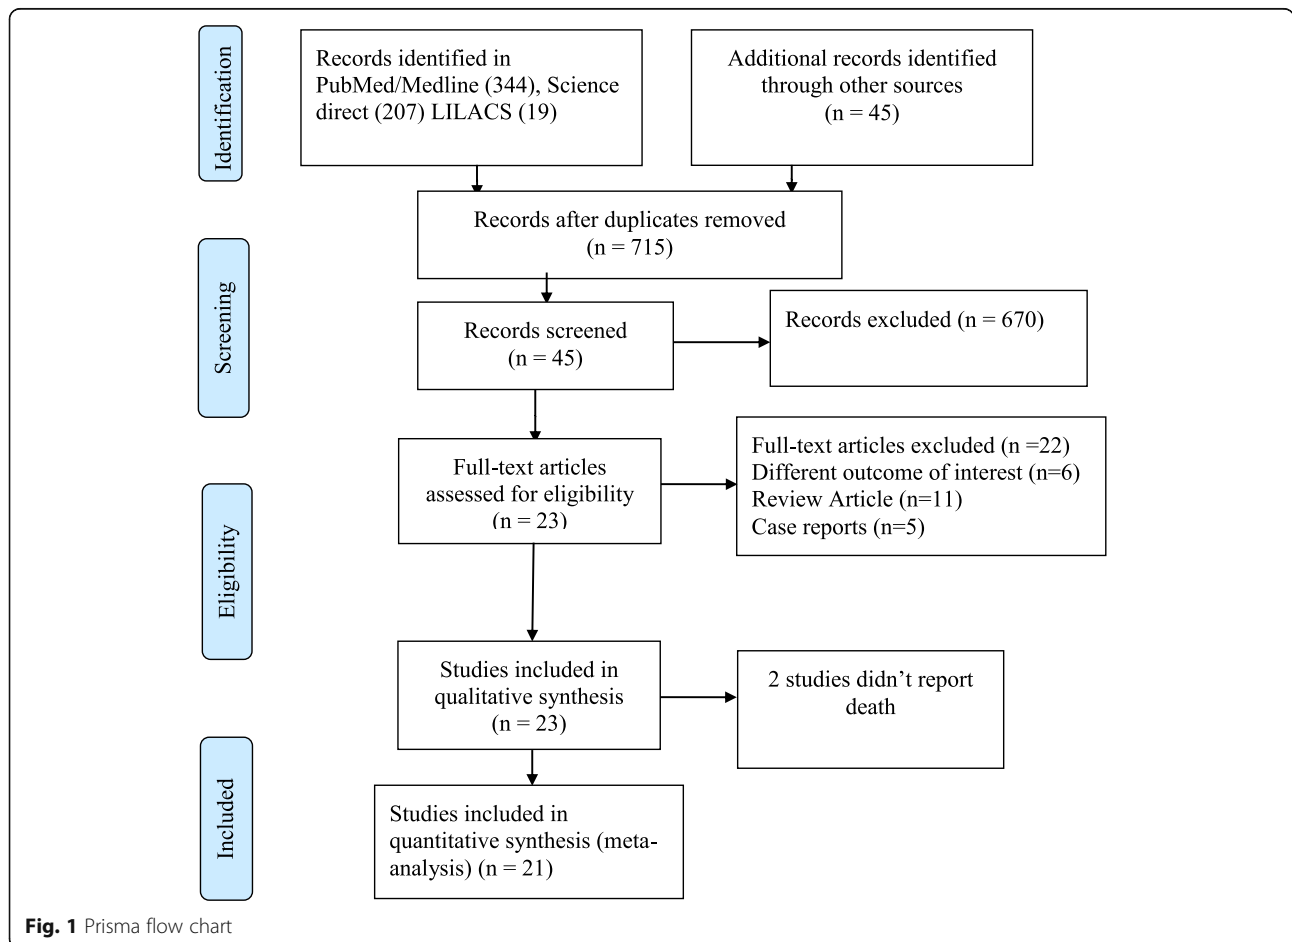 Identification
Records identified in
PubMed/Medline (344), Science
direct (207) LILACS (19)
Additional records identified
through other sources
(n = 45)
Records after duplicates removed
(n = 715)
Screening
Records screened
(n = 45)
Records excluded (n = 670)
Eligibility
Full-text articles
assessed for eligibility
(n = 23)
Full-text articles excluded (n =22)
Different outcome of interest (n=6)
Review Article (n=11)
Case reports (n=5)
Studies included in
qualitative synthesis
(n = 23)
2 studies didn’t report
death
Included
Studies included in
quantitative synthesis (meta-
analysis) (n = 21)
Fig. 1 Prisma flow chart